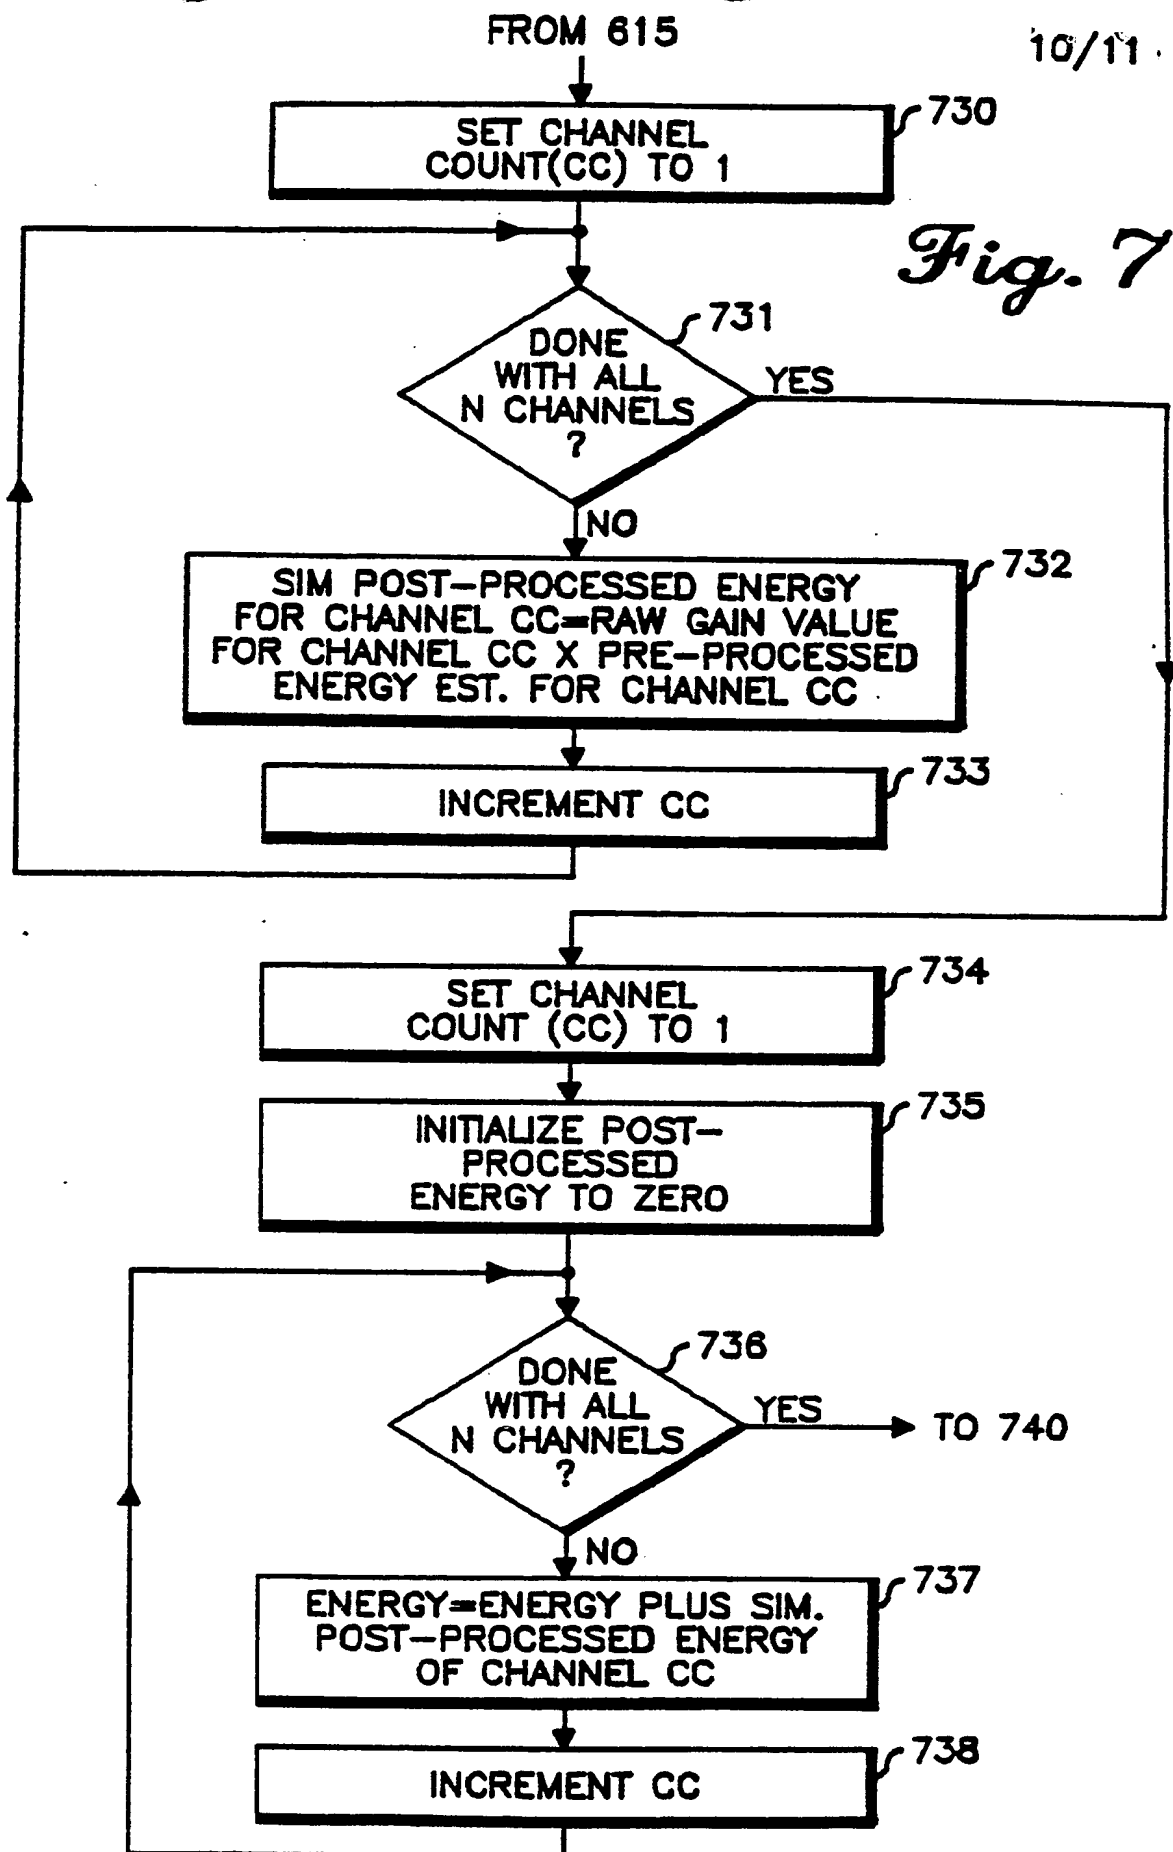 FROM 615
10/11
730
SET CHANNEL
COUNT(CC) TO 1
Fig. 7
731
DONE
WITH ALL
N CHANNELS
?
YES
NO
732
SIM POST-PROCESSED ENERGY
FOR CHANNEL CC=RAW GAIN VALUE
FOR CHANNEL CC X PRE-PROCESSED
ENERGY EST. FOR CHANNEL CC
733
INCREMENT CC
734
SET CHANNEL
COUNT (CC) TO 1
735
INITIALIZE POST-
PROCESSED
ENERGY TO ZERO
736
DONE
WITH ALL
N CHANNELS
?
YES
TO 740
NO
737
ENERGY=ENERGY PLUS SIM.
POST-PROCESSED ENERGY
OF CHANNEL CC
738
INCREMENT CC